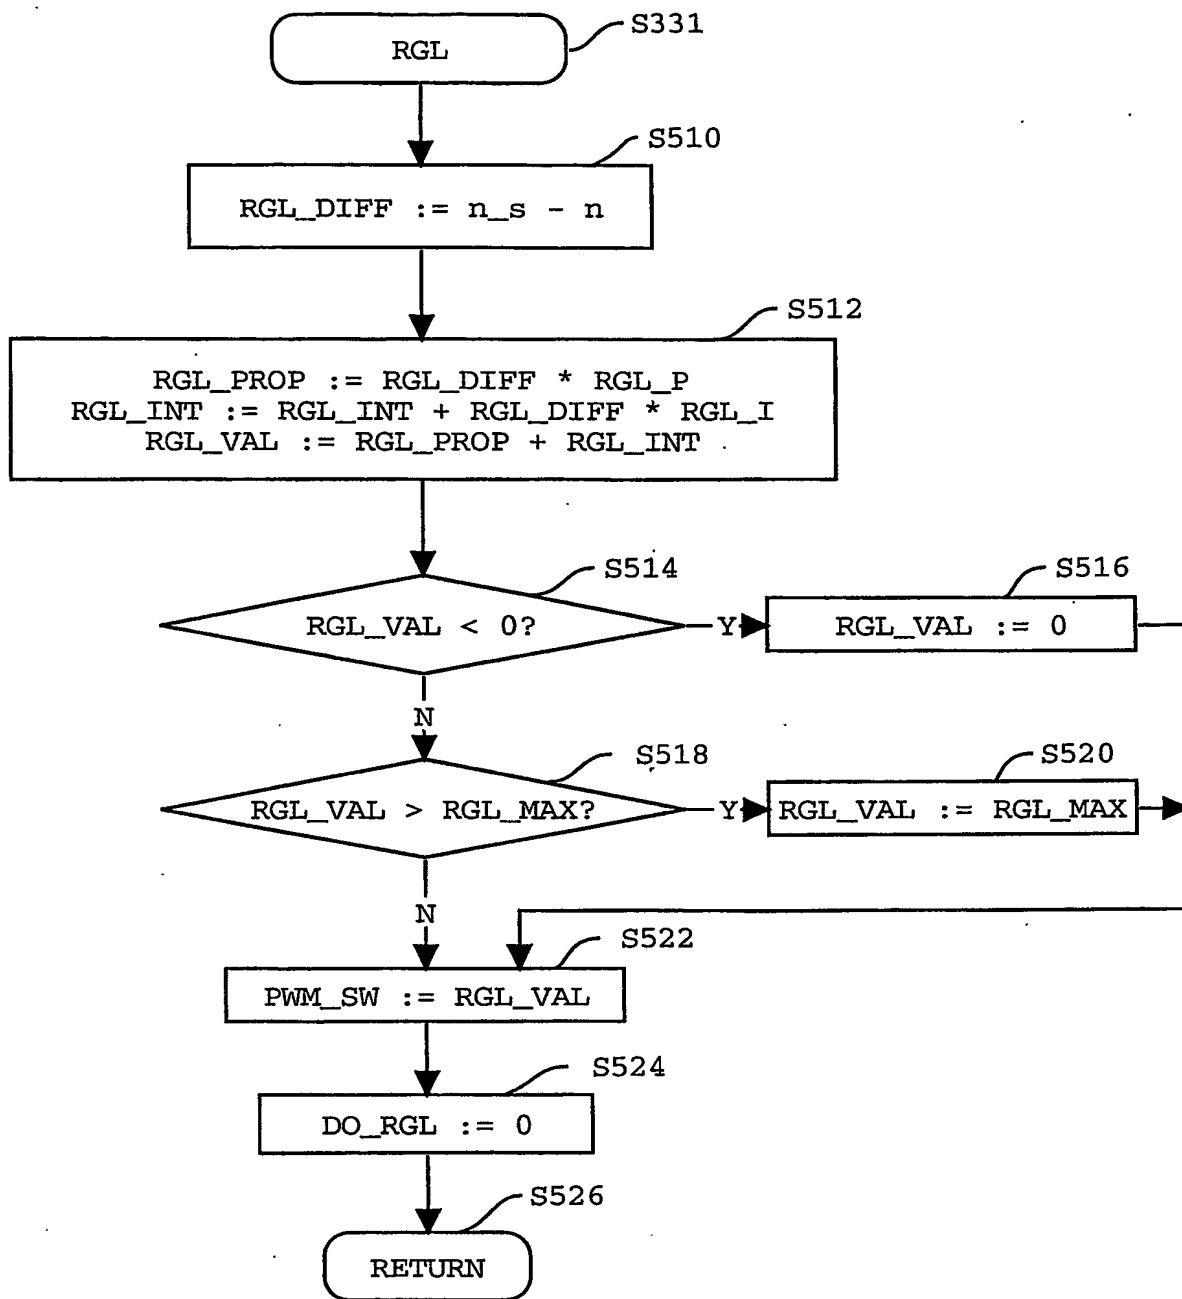 RGL
S331
S510
RGL_DIFF := n_s - n
S512
RGL_PROP := RGL_DIFF * RGL_P
RGL_INT := RGL_INT + RGL_DIFF * RGL_I
RGL_VAL := RGL_PROP + RGL_INT
S514
RGL_VAL < 0?
Y
S516
RGL_VAL := 0
N
S518
RGL_VAL > RGL_MAX?
Y
S520
RGL_VAL := RGL_MAX
N
S522
PWM_SW := RGL_VAL
S524
DO_RGL := 0
S526
RETURN